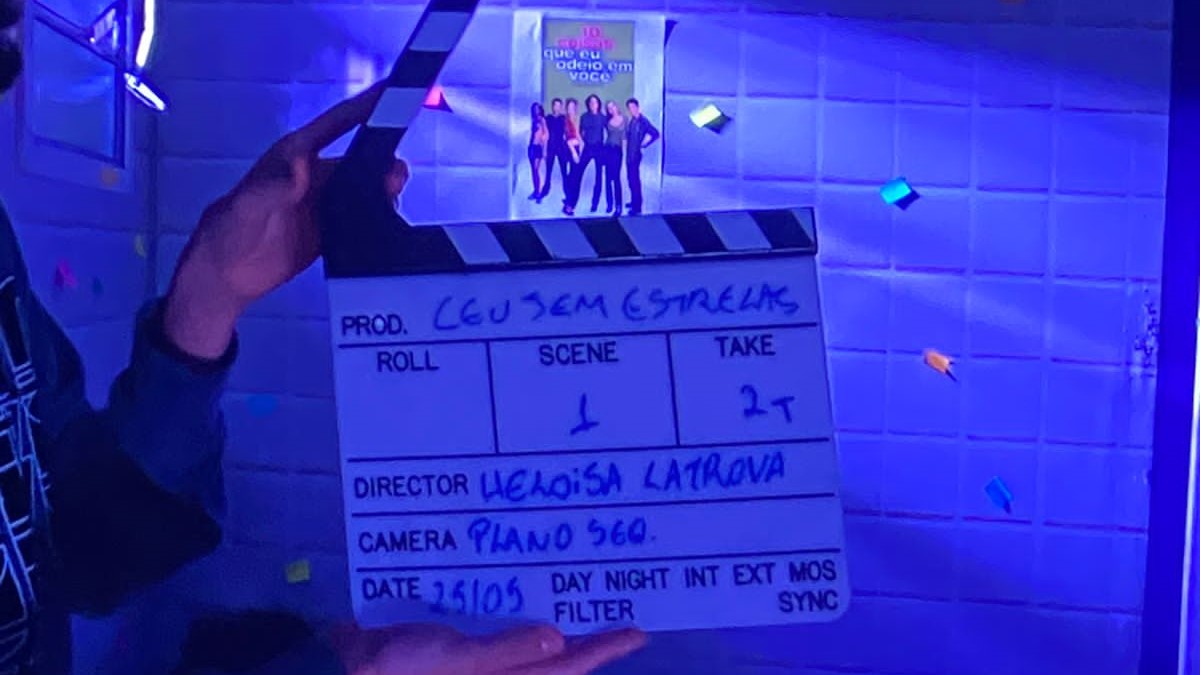 10
coisas
que eu
odeio em
você
PROD. CEU SEM ESTRELAS
ROLL SCENE TAKE
1 2T
DIRECTOR HELOiSA LATROVA
CAMERA PLANO SEQ.
DATE 25/05 DAY NIGHT INT EXT MOS
FILTER SYNC